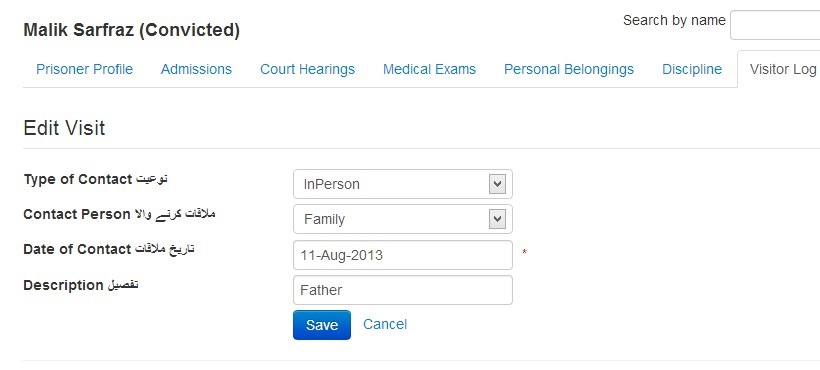 Malik Sarfraz (Convicted)
Search by name
Prisoner Profile Admissions Court Hearings Medical Exams Personal Belongings Discipline Visitor Log
Edit Visit
Type of Contact نوعیت
InPerson
Contact Person ملاقات کرنے والا
Family
Date of Contact تاریخ ملاقات
11-Aug-2013 *
Description تفصیل
Father
Save Cancel